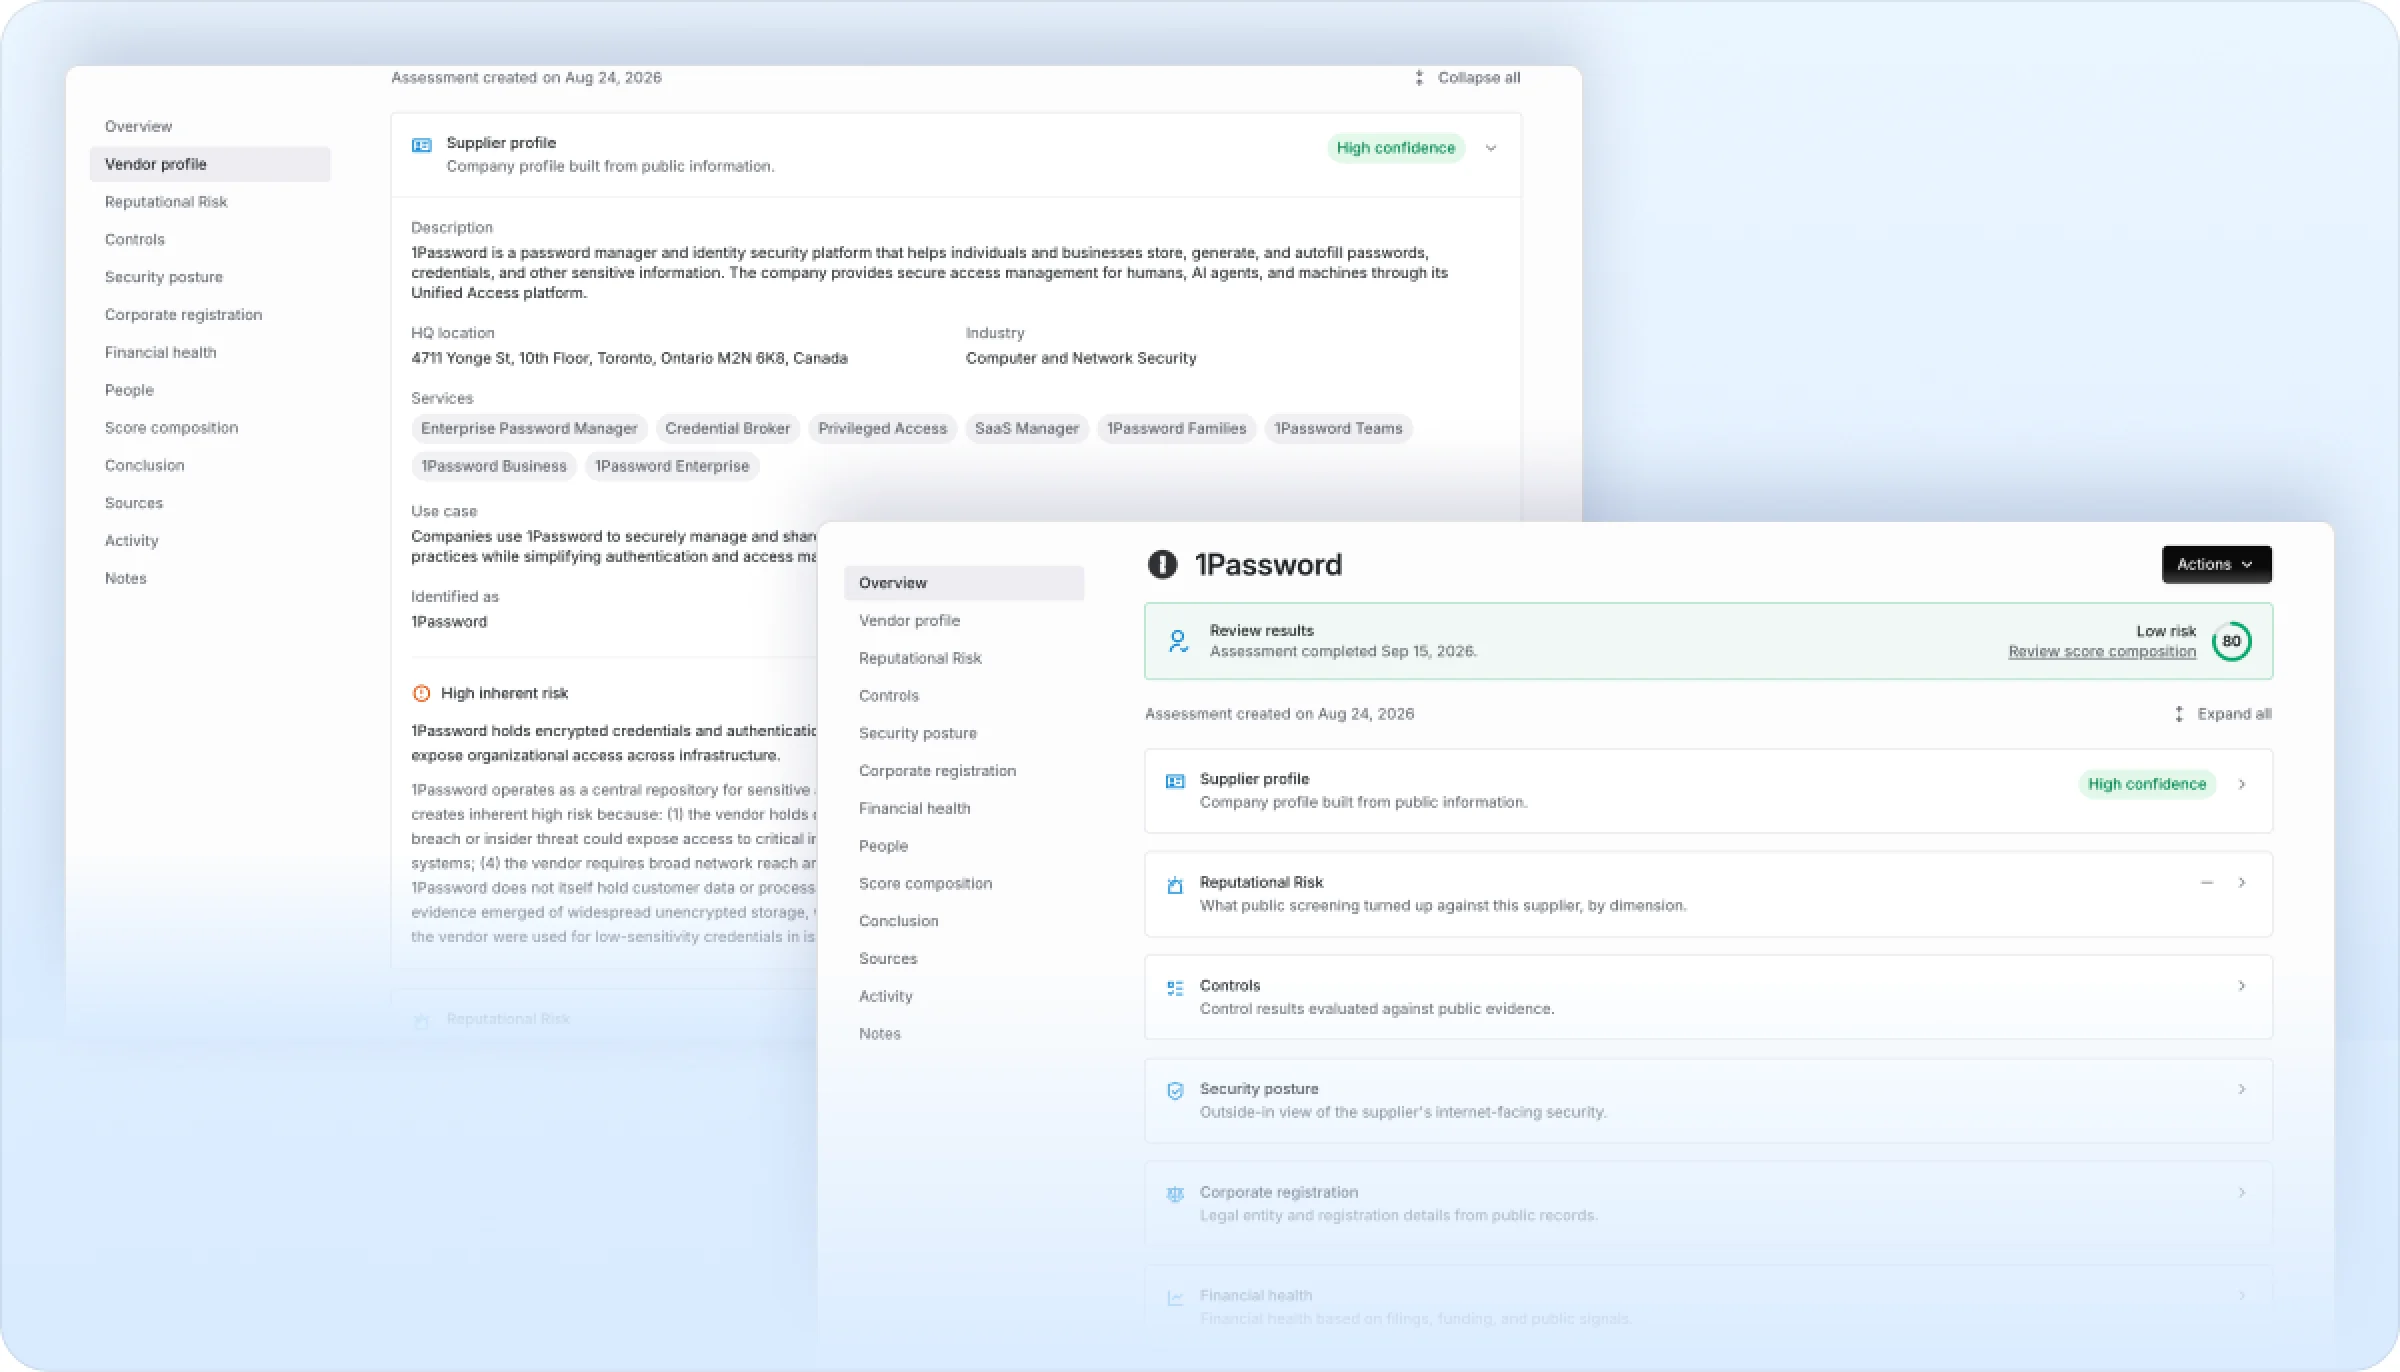 Assessment created on Aug 24, 2026
Collapse all
Overview
Vendor profile
Reputational Risk
Controls
Security posture
Corporate registration
Financial health
People
Score composition
Conclusion
Sources
Activity
Notes
Supplier profile
Company profile built from public information.
High confidence
Description
1Password is a password manager and identity security platform that helps individuals and businesses store, generate, and autofill passwords,
credentials, and other sensitive information. The company provides secure access management for humans, AI agents, and machines through its
Unified Access platform.
HQ location
4711 Yonge St, 10th Floor, Toronto, Ontario M2N 6K8, Canada
Industry
Computer and Network Security
Services
Enterprise Password Manager
Credential Broker
Privileged Access
SaaS Manager
1Password Families
1Password Teams
1Password Business
1Password Enterprise
Use case
Companies use 1Password to securely manage and shar
practices while simplifying authentication and access ma
Identified as
1Password
High inherent risk
1Password holds encrypted credentials and authenticatio
expose organizational access across infrastructure.
1Password operates as a central repository for sensitive
creates inherent high risk because: (1) the vendor holds
breach or insider threat could expose access to critical in
systems; (4) the vendor requires broad network reach an
1Password does not itself hold customer data or process
evidence emerged of widespread unencrypted storage,
the vendor were used for low-sensitivity credentials in is
Reputational Risk
Overview
Vendor profile
Reputational Risk
Controls
Security posture
Corporate registration
Financial health
People
Score composition
Conclusion
Sources
Activity
Notes
1Password
Actions
Review results
Assessment completed Sep 15, 2026.
Low risk
Review score composition
80
Assessment created on Aug 24, 2026
Expand all
Supplier profile
Company profile built from public information.
High confidence
Reputational Risk
What public screening turned up against this supplier, by dimension.
Controls
Control results evaluated against public evidence.
Security posture
Outside-in view of the supplier's internet-facing security.
Corporate registration
Legal entity and registration details from public records.
Financial health
Financial health based on filings, funding, and public signals.